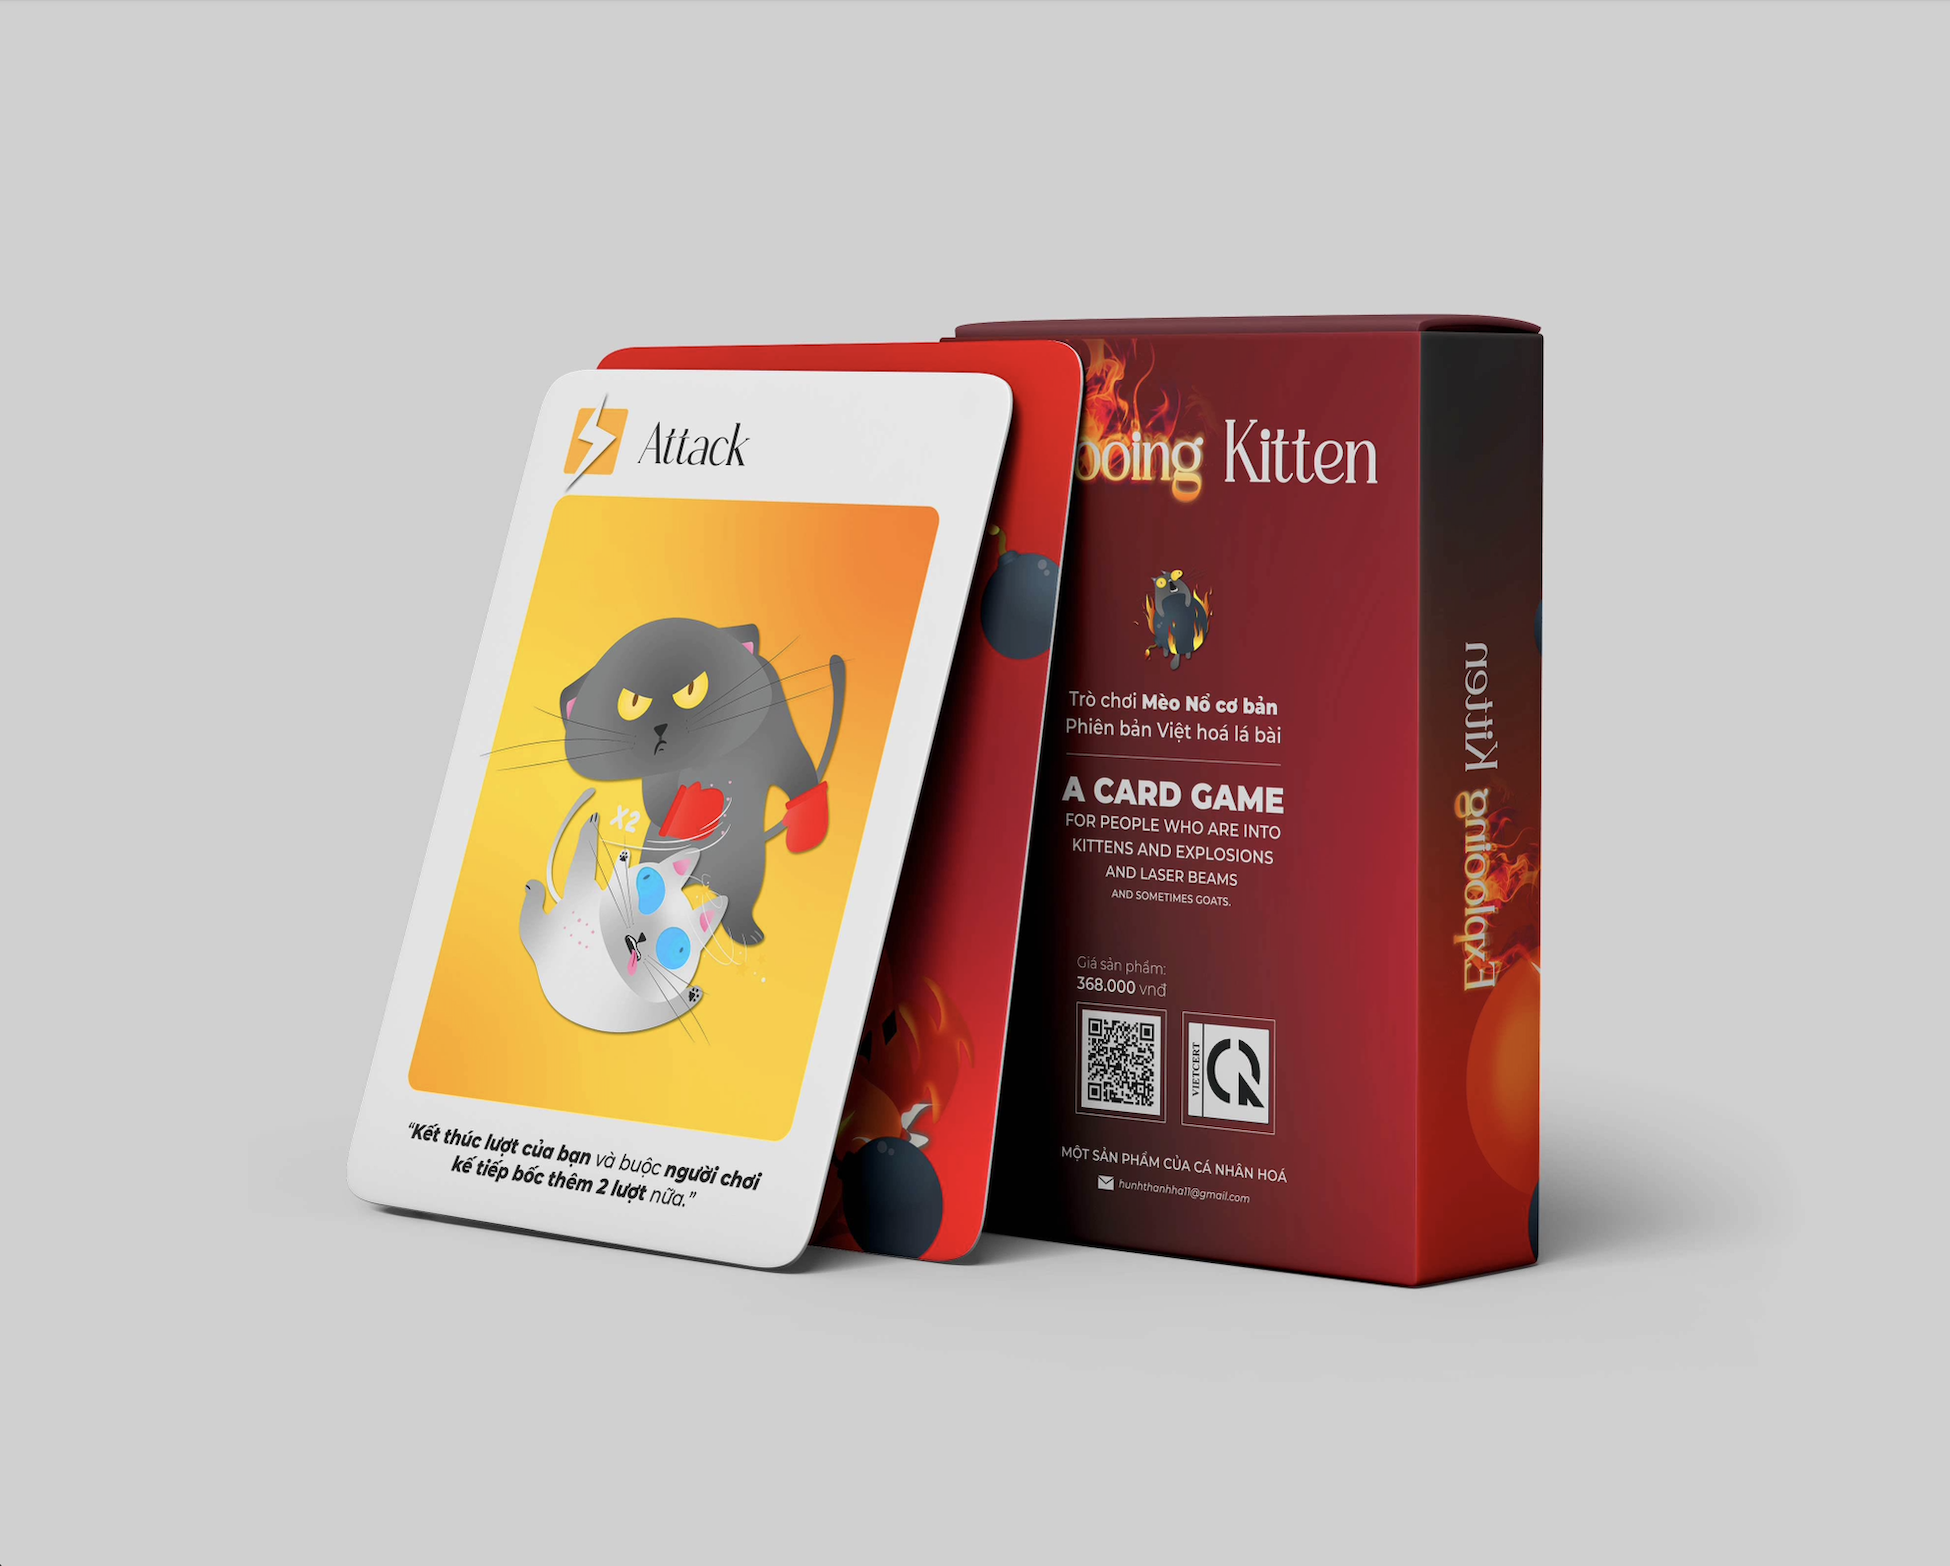 Attack
X2
“Kết thúc lượt của bạn và buộc người chơi
kế tiếp bốc thêm 2 lượt nữa.”
ooing Kitten
Trò chơi Mèo Nổ cơ bản
Phiên bản Việt hoá lá bài
A CARD GAME
FOR PEOPLE WHO ARE INTO
KITTENS AND EXPLOSIONS
AND LASER BEAMS
AND SOMETIMES GOATS.
Giá sản phẩm:
368.000 vnđ
VIETCERT
CR
MỘT SẢN PHẨM CỦA CÁ NHÂN HOÁ
hunhthanhha11@gmail.com
Explooing Kitten